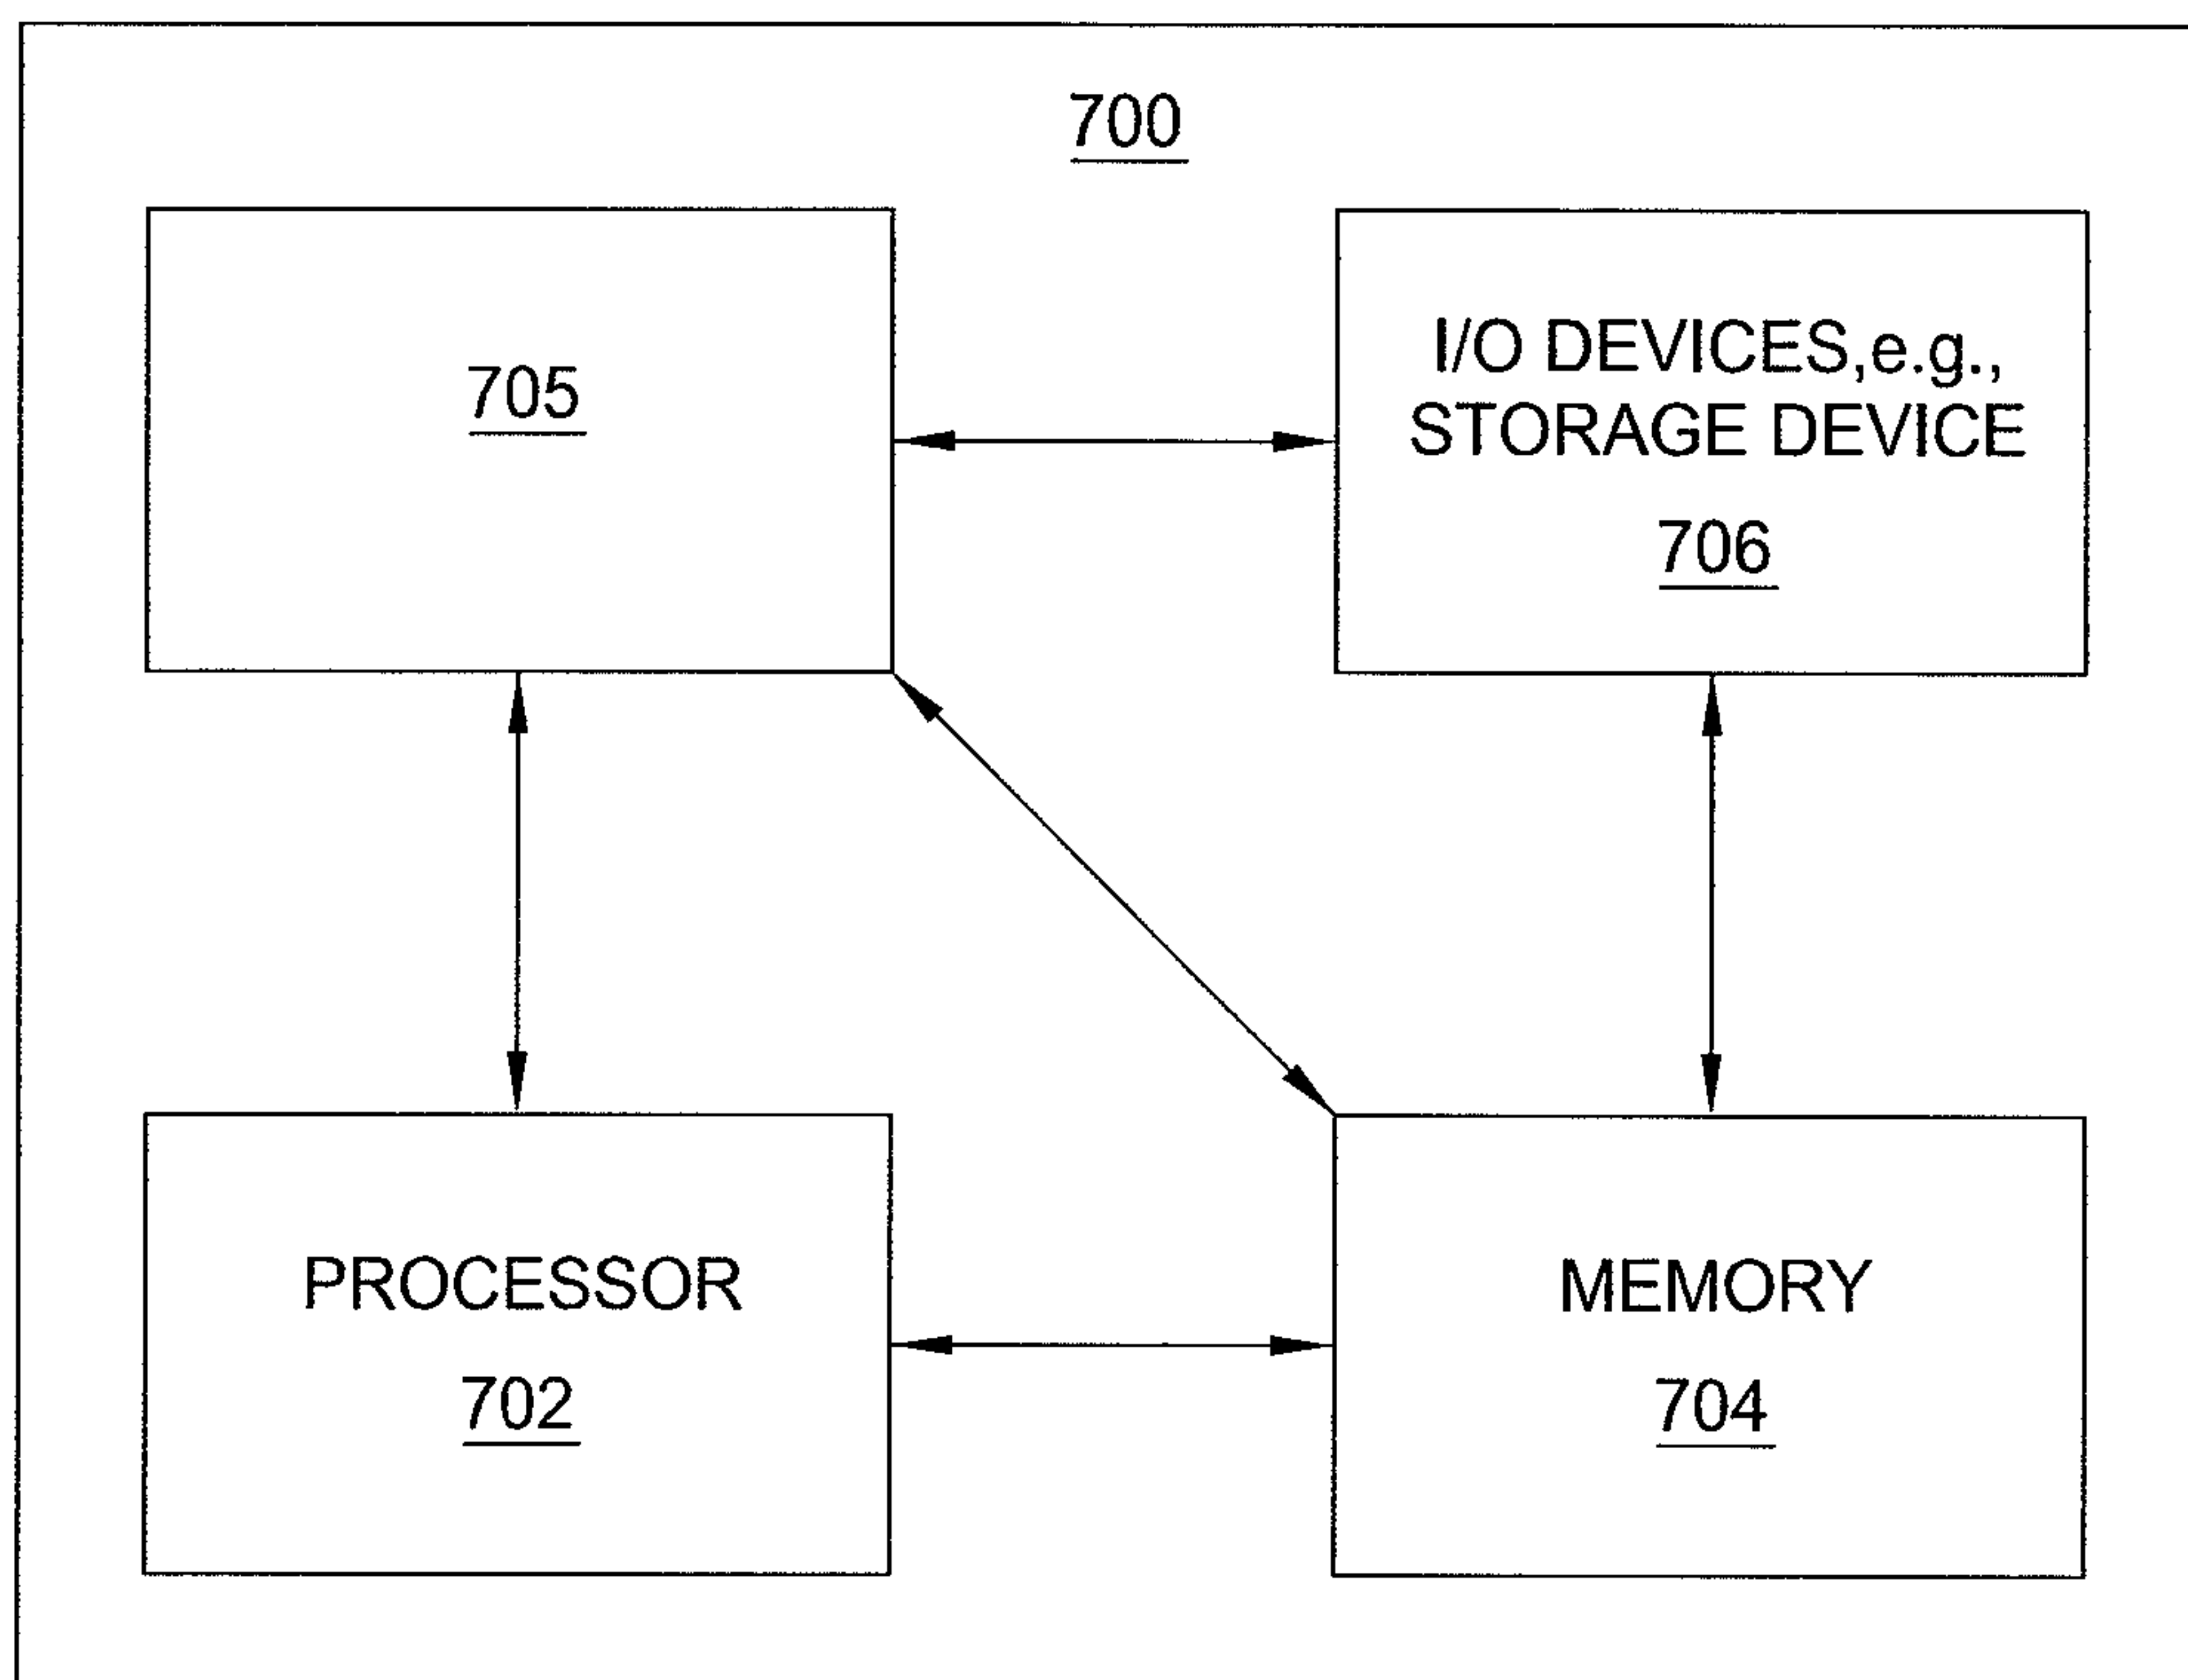 700
705
I/O DEVICES,e.g.,
STORAGE DEVICE
706
PROCESSOR
702
MEMORY
704